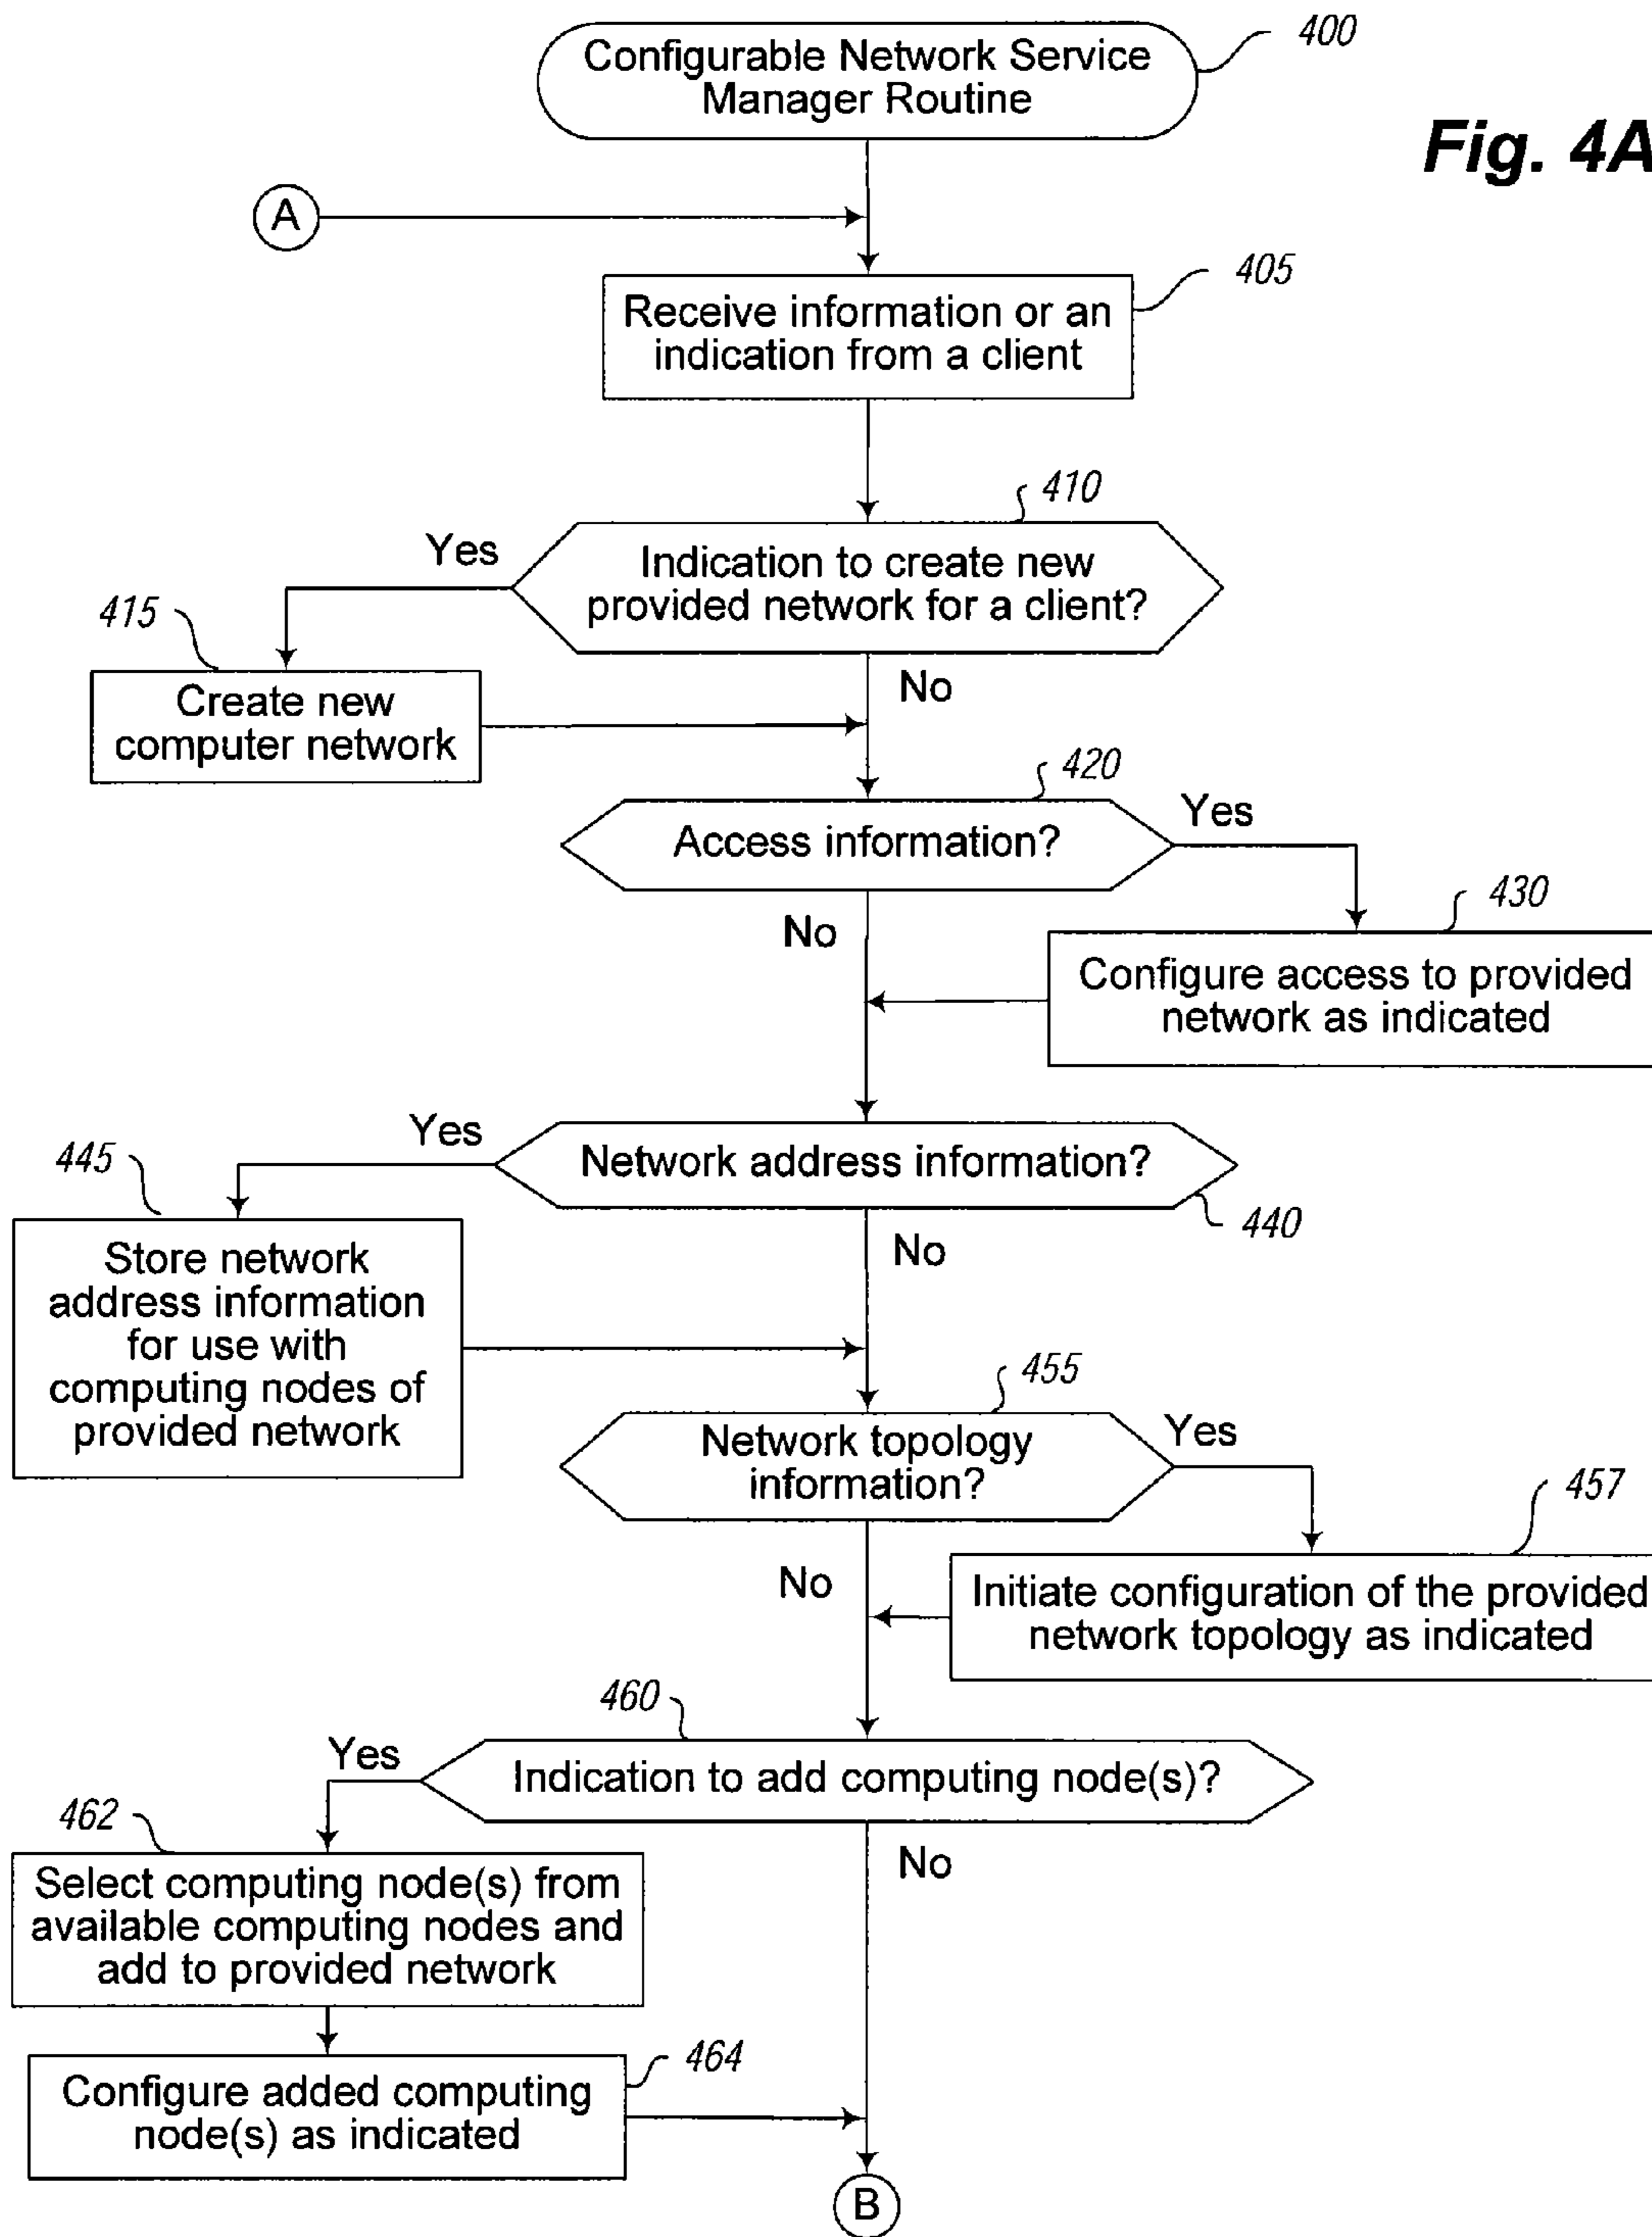 Configurable Network Service
Manager Routine
400
Fig. 4A
A
405
Receive information or an
indication from a client
410
Yes
Indication to create new
provided network for a client?
415
No
Create new
computer network
420
Yes
Access information?
430
No
Configure access to provided
network as indicated
Yes
445
Network address information?
440
No
Store network
address information
for use with
computing nodes of
provided network
455
Yes
Network topology
information?
457
No
Initiate configuration of the provided
network topology as indicated
460
Yes
Indication to add computing node(s)?
462
No
Select computing node(s) from
available computing nodes and
add to provided network
464
Configure added computing
node(s) as indicated
B